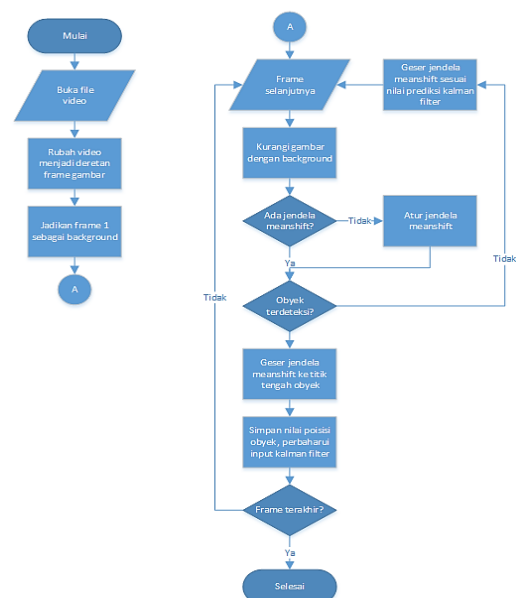 Mulai
Buka file
video
Rubah video
menjadi deretan
frame gambar
Jadikan frame 1
sebagai background
A
A
Frame
selanjutnya
Geser jendela
meanshift sesuai
nilai prediksi kalman
filter
Kurangi gambar
dengan background
Ada jendela
meanshift?
Tidak
Atur jendela
meanshift
Ya
Tidak
Obyek
terdeteksi?
Tidak
Geser jendela
meanshift ke titik
tengah obyek
Simpan nilai poisisi
obyek, perbaharui
input kalman filter
Frame terakhir?
Ya
Selesai